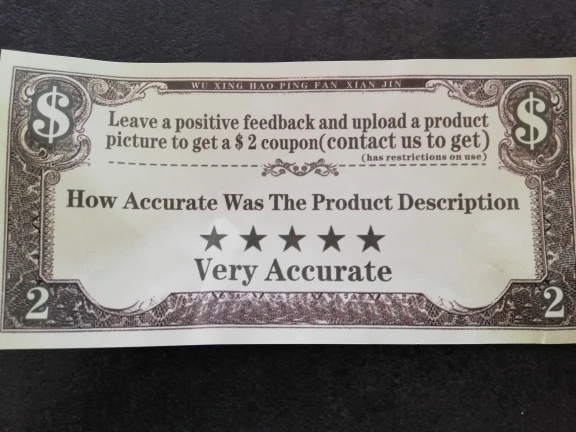 WU XING HAO PING FAN XIAN JIN
$ $
Leave a positive feedback and upload a product
picture to get a $ 2 coupon(contact us to get)
(has restrictions on use)
How Accurate Was The Product Description
★★★★★
Very Accurate
2 2